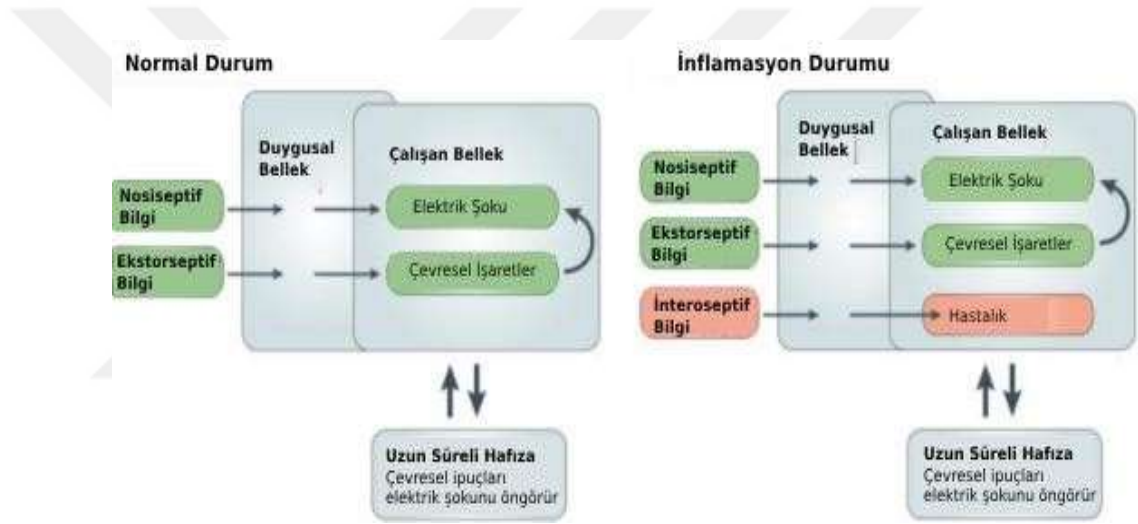 Normal Durum
Duygusal
Bellek
Çalışan Bellek
Nosiseptif
Bilgi
Elektrik Şoku
Ekstorseptif
Bilgi
Çevresel İşaretler
Uzun Süreli Hafıza
Çevresel ipuçları
elektrik şokunu öngörür
İnflamasyon Durumu
Duygusal
Bellek
Çalışan Bellek
Nosiseptif
Bilgi
Elektrik Şoku
Ekstorseptif
Bilgi
Çevresel İşaretler
İnteroseptif
Bilgi
Hastalık
Uzun Süreli Hafıza
Çevresel ipuçları
elektrik şokunu öngörür